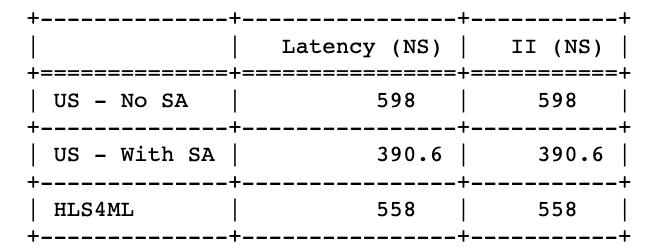 +--------------+----------------+-----------+
|              |   Latency (NS) |   II (NS) |
+==============+================+===========+
| US - No SA   |          598   |     598   |
+--------------+----------------+-----------+
| US - With SA |          390.6 |     390.6 |
+--------------+----------------+-----------+
| HLS4ML       |          558   |     558   |
+--------------+----------------+-----------+